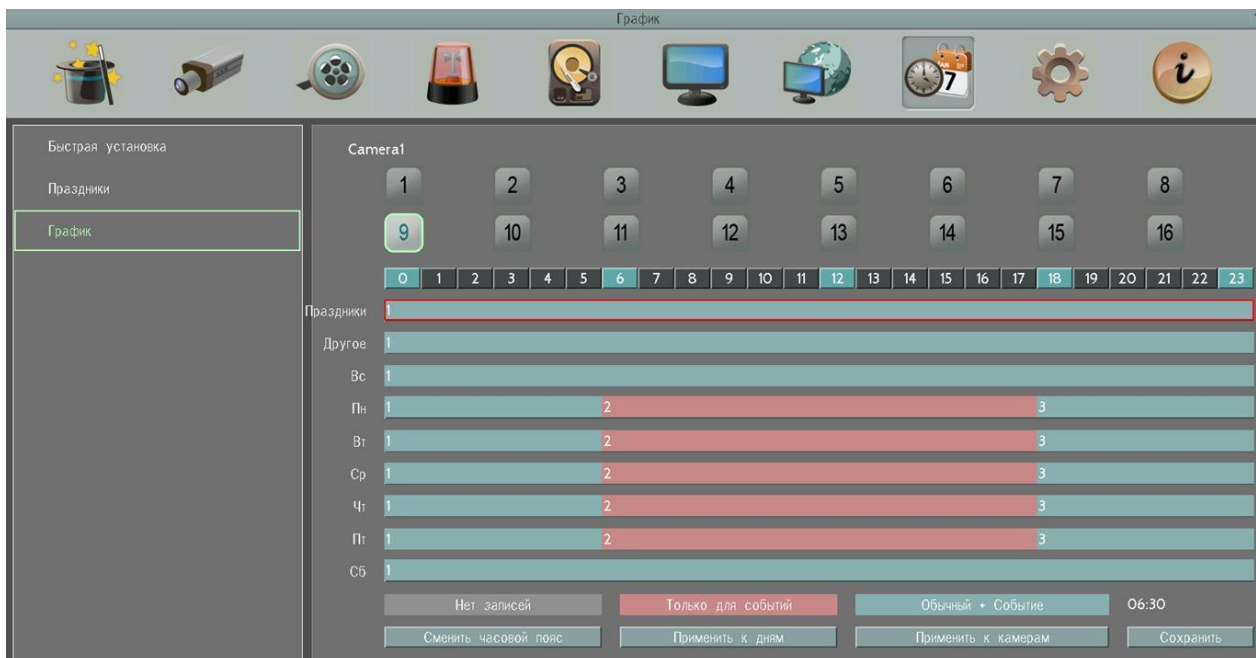 График
JAN
7
i
Быстрая установка
Праздники
График
Camera1
1 2 3 4 5 6 7 8
9 10 11 12 13 14 15 16
0 1 2 3 4 5 6 7 8 9 10 11 12 13 14 15 16 17 18 19 20 21 22 23
Праздники 1
Другое 1
Вс 1
Пн 1 2 3
Вт 1 2 3
Ср 1 2 3
Чт 1 2 3
Пт 1 2 3
Сб 1
Нет записей Только для событий Обычный + Событие 06:30
Сменить часовой пояс Применить к дням Применить к камерам Сохранить